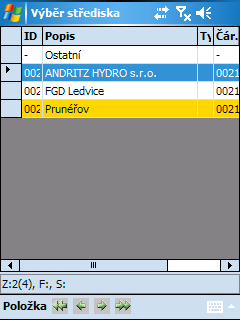 Výběr střediska
ID Popis Ty Čár.
- Ostatní -
002 ANDRITZ HYDRO s.r.o. 0021
002 FGD Ledvice 0021
002 Prunéřov 0021
Z:2(4), F:, S:
Položka